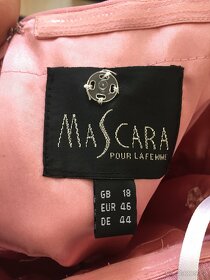 MASCARA
POUR LA FEMME
GB 18
EUR 46
DE 44